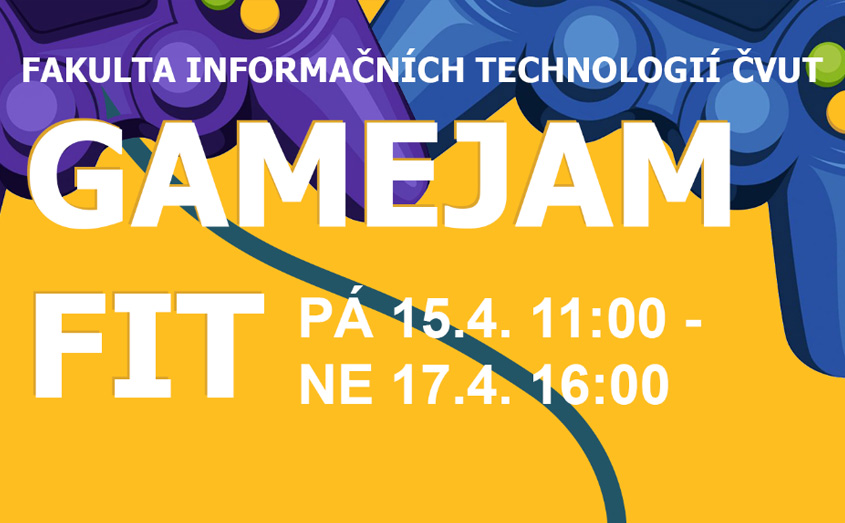 FAKULTA INFORMAČNÍCH TECHNOLOGIÍ ČVUT
GAMEJAM
FIT
PÁ 15.4. 11:00 -
NE 17.4. 16:00